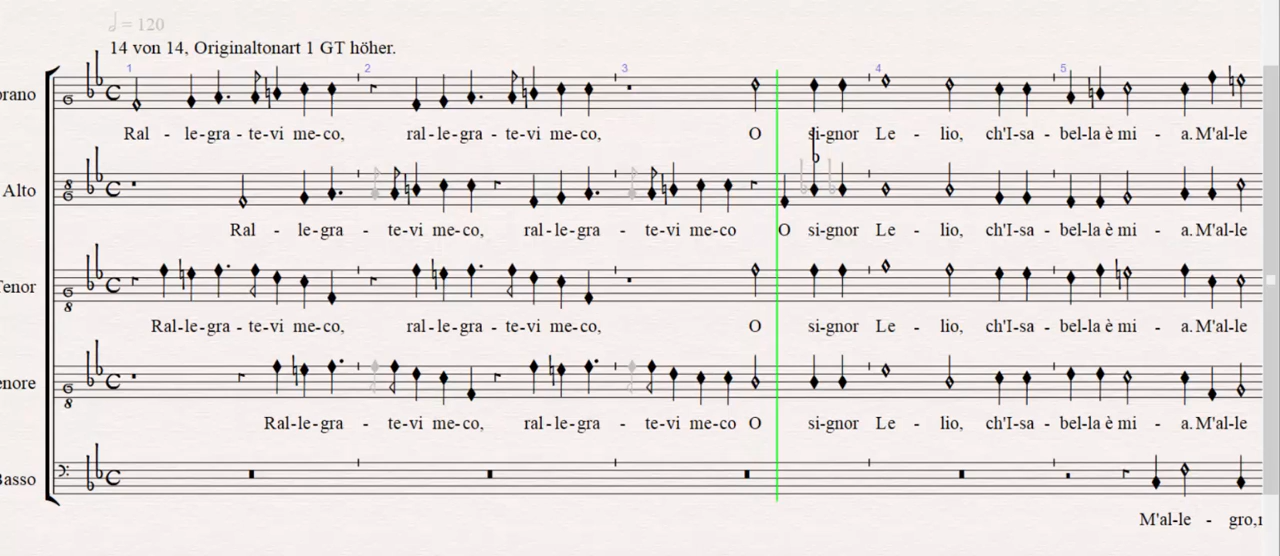 = 120
14 von 14, Originaltonart 1 GT höher.
1 2 3 4 5
Ral - le-gra - te-vi me-co, ral-le-gra - te-vi me-co, O si-gnor Le - lio, ch'I-sa - bel-la è mi - a. M'al-le
Alto
8
Ral - le-gra - te-vi me-co, ral-le-gra - te-vi me-co O si-gnor Le - lio, ch'I-sa - bel-la è mi - a. M'al-le
8
Ral-le-gra - te-vi me-co, ral-le-gra - te-vi me-co, O si-gnor Le - lio, ch'I-sa - bel-la è mi - a. M'al-le
8
Ral-le-gra - te-vi me-co, ral-le-gra - te-vi me-co O si-gnor Le - lio, ch'I-sa - bel-la è mi - a. M'al-le
M'al-le - gro,